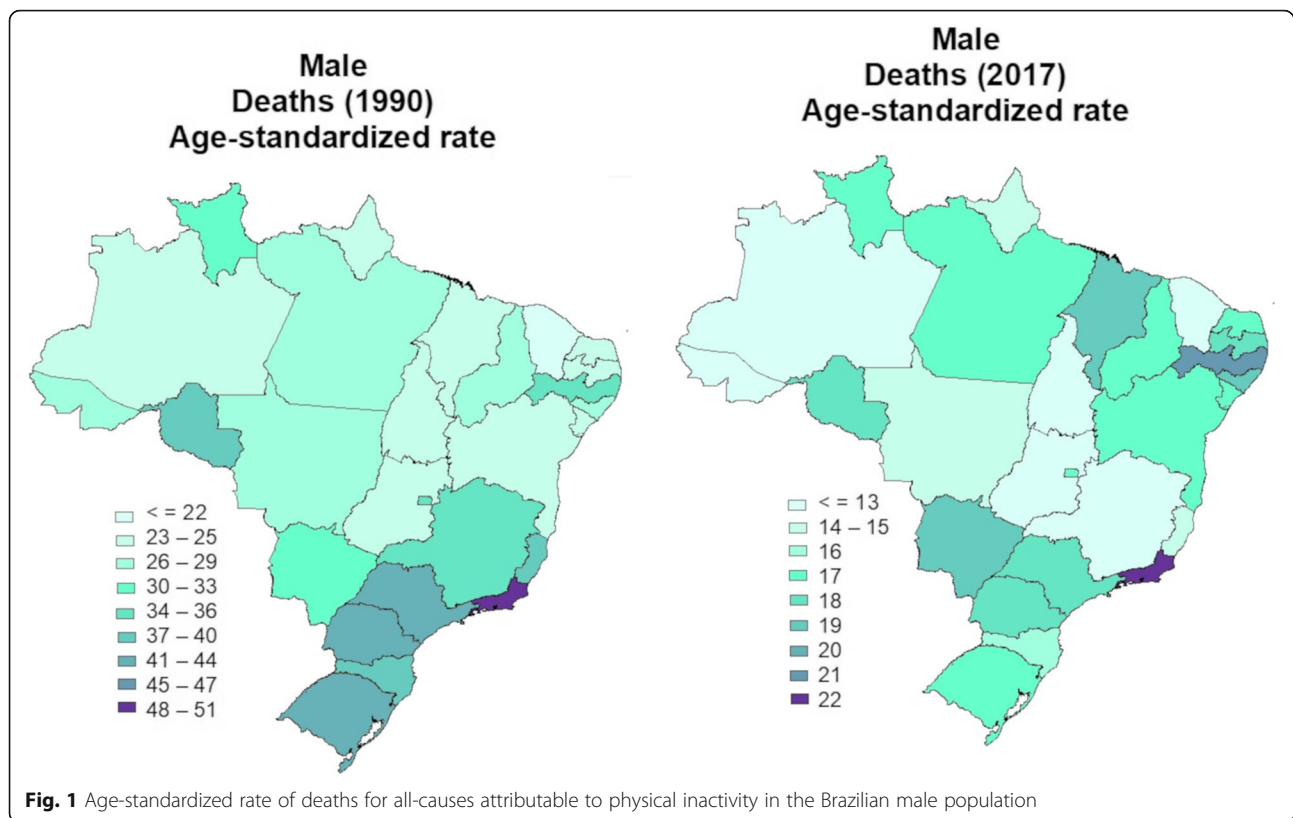 Male
Deaths (1990)
Age-standardized rate
< = 22
23 – 25
26 – 29
30 – 33
34 – 36
37 – 40
41 – 44
45 – 47
48 – 51
Male
Deaths (2017)
Age-standardized rate
< = 13
14 – 15
16
17
18
19
20
21
22
Fig. 1 Age-standardized rate of deaths for all-causes attributable to physical inactivity in the Brazilian male population